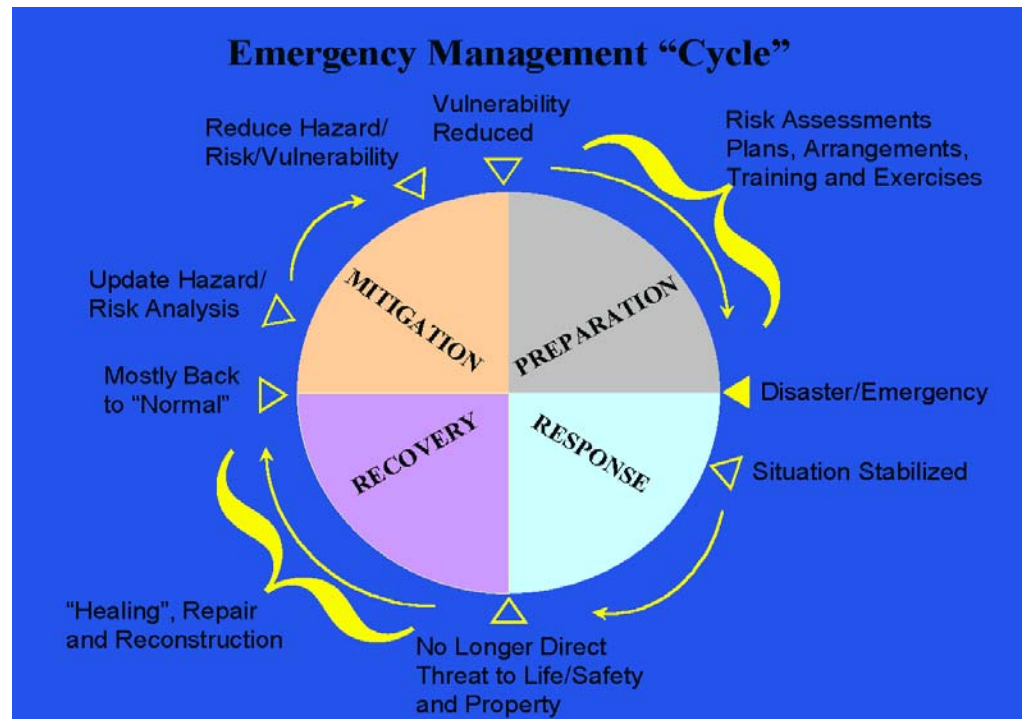 Emergency Management “Cycle”
Vulnerability
Reduced
Reduce Hazard/
Risk/Vulnerability
Risk Assessments
Plans, Arrangements,
Training and Exercises
Update Hazard/
Risk Analysis
MITIGATION
PREPARATION
Mostly Back
to “Normal”
Disaster/Emergency
RECOVERY
RESPONSE
Situation Stabilized
“Healing", Repair
and Reconstruction
No Longer Direct
Threat to Life/Safety
and Property